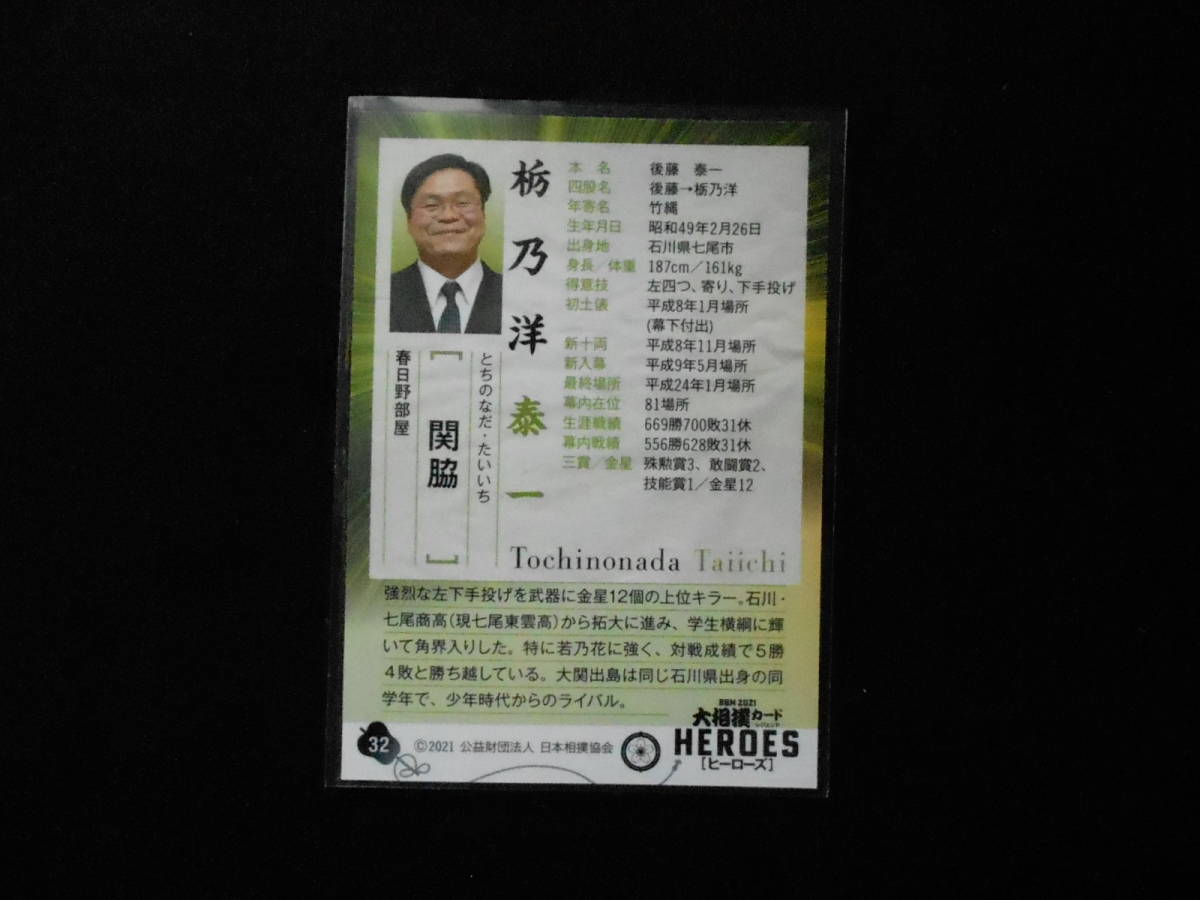 栃乃洋泰一
とちのなだ・たいいち
[関脇]
春日野部屋
本名 後藤 泰一
四股名 後藤→栃乃洋
年寄名 竹縄
生年月日 昭和49年2月26日
出身地 石川県七尾市
身長/体重 187cm/161kg
得意技 左四つ、寄り、下手投げ
初土俵 平成8年1月場所
(幕下付出)
新十両 平成8年11月場所
新入幕 平成9年5月場所
最終場所 平成24年1月場所
幕内在位 81場所
生涯戦績 669勝700敗31休
幕内戦績 556勝628敗31休
三賞/金星 殊勲賞3、敢闘賞2、
技能賞1/金星12
Tochinonada Taiichi
強烈な左下手投げを武器に金星12個の上位キラー。石川・
七尾商高(現七尾東雲高)から拓大に進み、学生横綱に輝
いて角界入りした。特に若乃花に強く、対戦成績で5勝
4敗と勝ち越している。大関出島は同じ石川県出身の同
学年で、少年時代からのライバル。
32
©2021 公益財団法人 日本相撲協会
BBM 2021
大相撲カード
レジェンド
HEROES
[ヒーローズ]